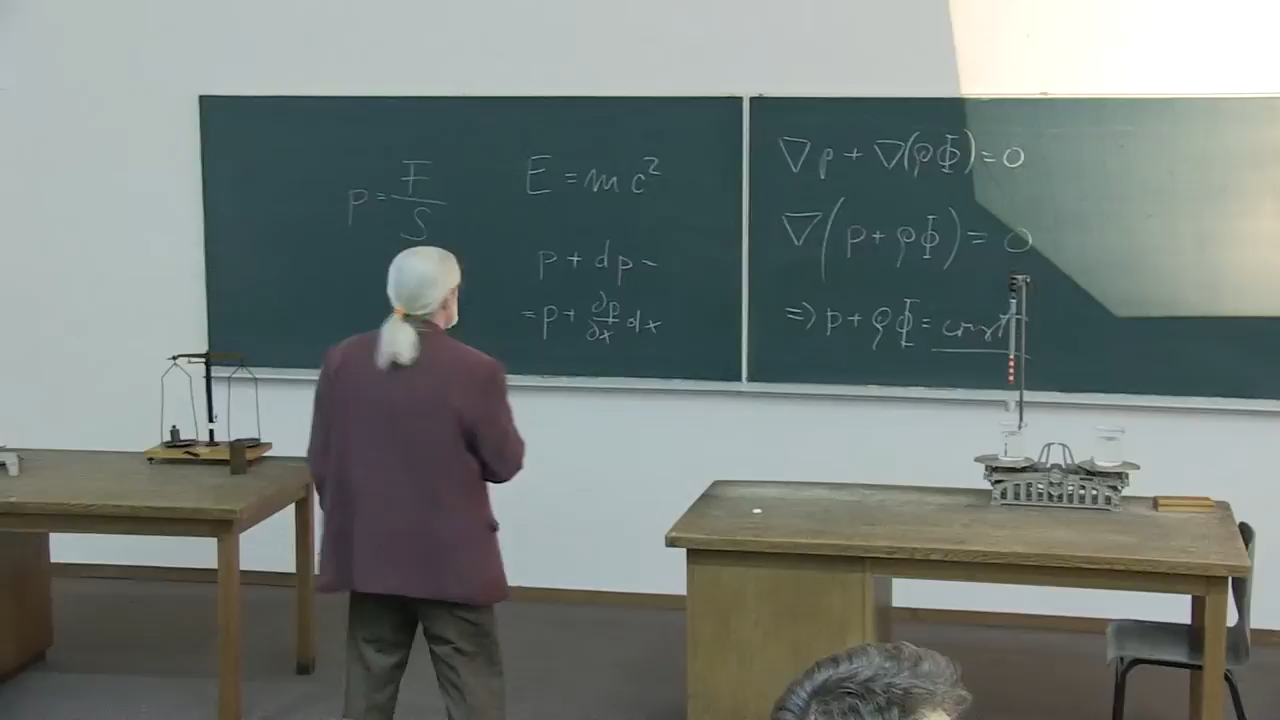 p = F/S
E = mc²
p + dp -
= p + ∂p/∂x dx
∇p + ∇(ρΦ) = 0
∇(p + ρΦ) = 0
⇒ p + ρΦ = const